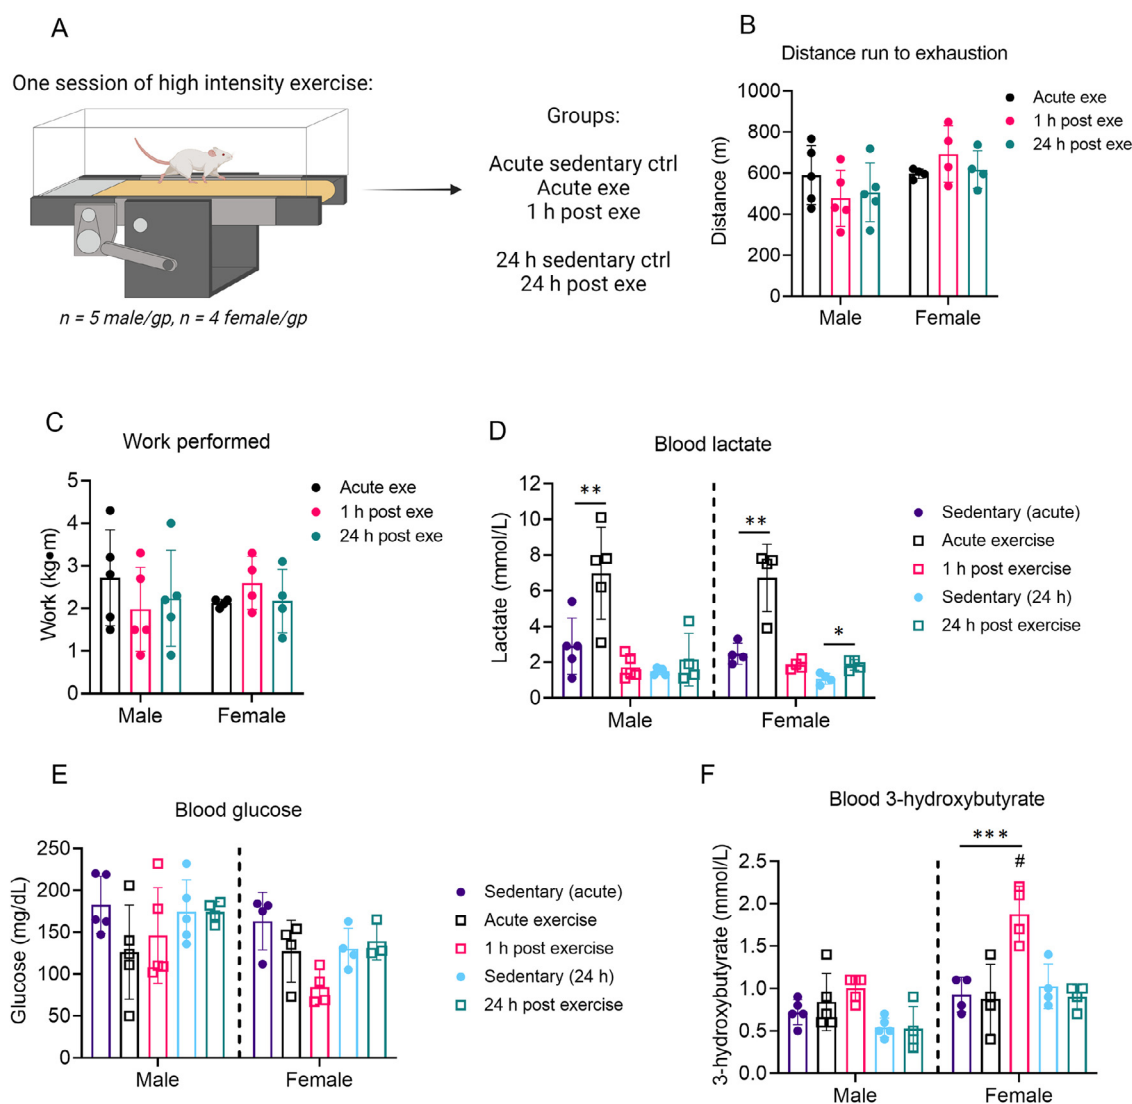 A
One session of high intensity exercise:
n = 5 male/gp, n = 4 female/gp
Groups:
Acute sedentary ctrl
Acute exe
1 h post exe
24 h sedentary ctrl
24 h post exe
B
Distance run to exhaustion
Distance (m)
1000
800
600
400
200
0
Male
Female
Acute exe
1 h post exe
24 h post exe
C
Work performed
Work (kg•m)
5
4
3
2
1
0
Male
Female
Acute exe
1 h post exe
24 h post exe
D
Blood lactate
Lactate (mmol/L)
12
10
8
6
4
2
0
**
**
*
Male
Female
Sedentary (acute)
Acute exercise
1 h post exercise
Sedentary (24 h)
24 h post exercise
E
Blood glucose
Glucose (mg/dL)
250
200
150
100
50
0
Male
Female
Sedentary (acute)
Acute exercise
1 h post exercise
Sedentary (24 h)
24 h post exercise
F
Blood 3-hydroxybutyrate
3-hydroxybutyrate (mmol/L)
2.5
2.0
1.5
1.0
0.5
0.0
***
#
Male
Female